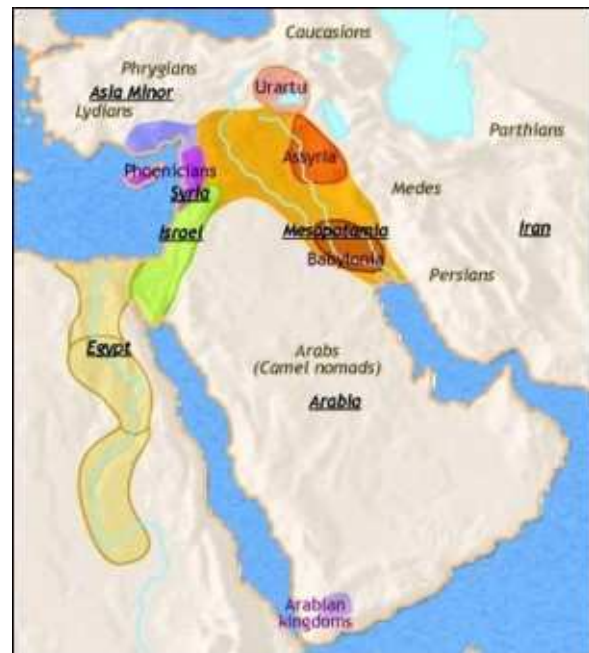 Caucasions
Phrygians
Urartu
Asia Minor
Lydians
Parthians
Assyria
Phoenicians
Medes
Syria
Israel
Mesopotamia
Iran
Babylonia
Persians
Egypt
Arabs
(Camel nomads)
Arabia
Arabian
kingdoms